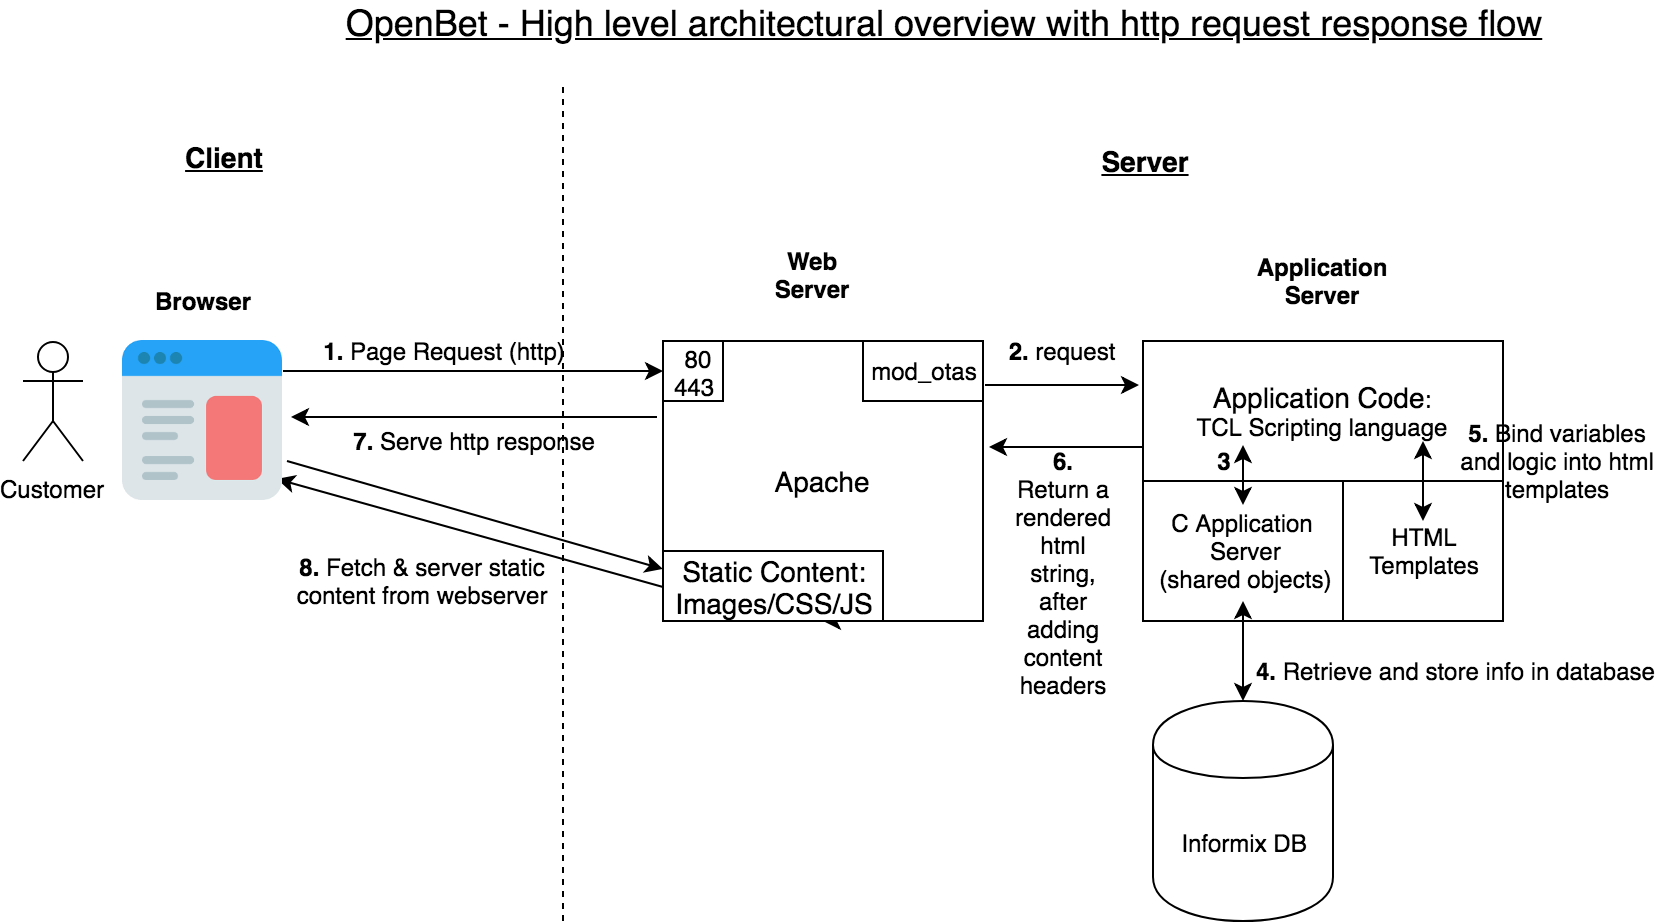 OpenBet - High level architectural overview with http request response flow
Client
Server
Web
Server
Application
Server
Browser
Customer
1. Page Request (http)
80
443
mod_otas
2. request
Application Code:
TCL Scripting language
7. Serve http response
Apache
6.
Return a
rendered
html
string,
after
adding
content
headers
3
5. Bind variables
and logic into html
templates
C Application
Server
(shared objects)
HTML
Templates
8. Fetch & server static
content from webserver
Static Content:
Images/CSS/JS
4. Retrieve and store info in database
Informix DB